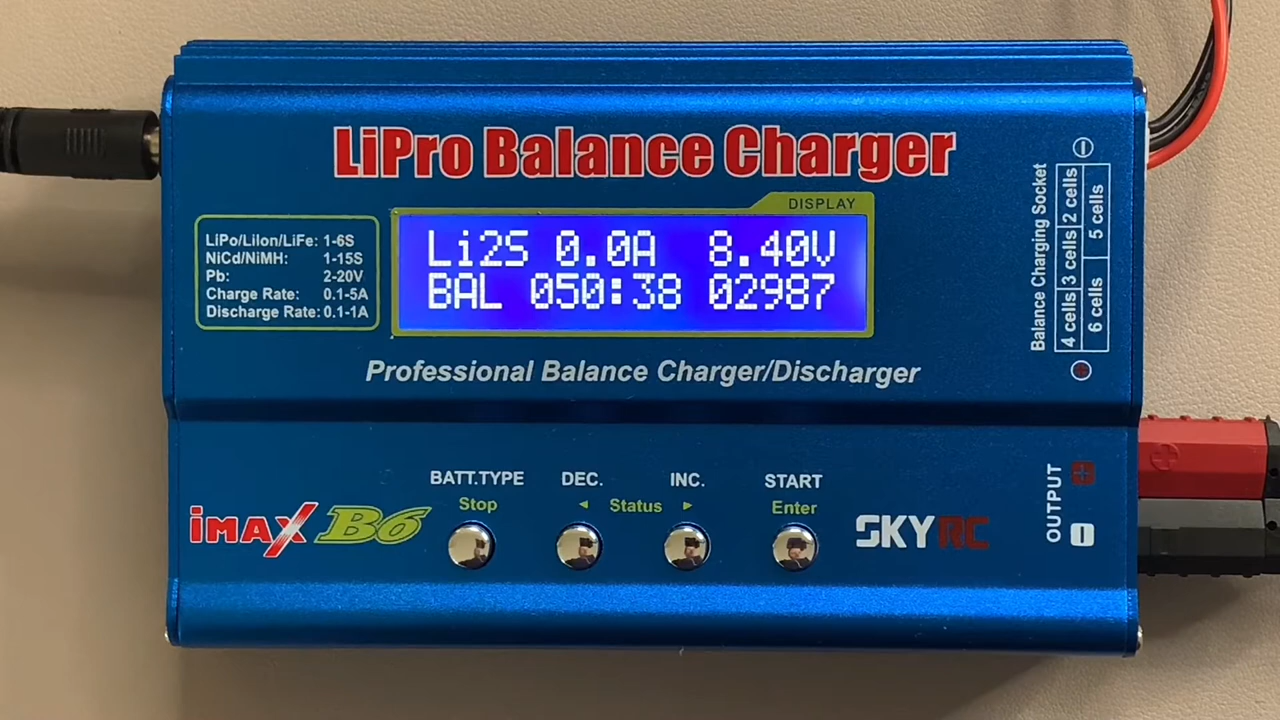 LiPro Balance Charger
DISPLAY
Li2S 0.0A 8.40V
BAL 050:38 02987
LiPo/LiIon/LiFe: 1-6S
NiCd/NiMH: 1-15S
Pb: 2-20V
Charge Rate: 0.1-5A
Discharge Rate: 0.1-1A
Professional Balance Charger/Discharger
Balance Charging Socket
4 cells 3 cells 2 cells
6 cells 5 cells
BATT.TYPE DEC. INC. START
Stop ◄ Status ► Enter
iMAX B6
SKYRC
OUTPUT